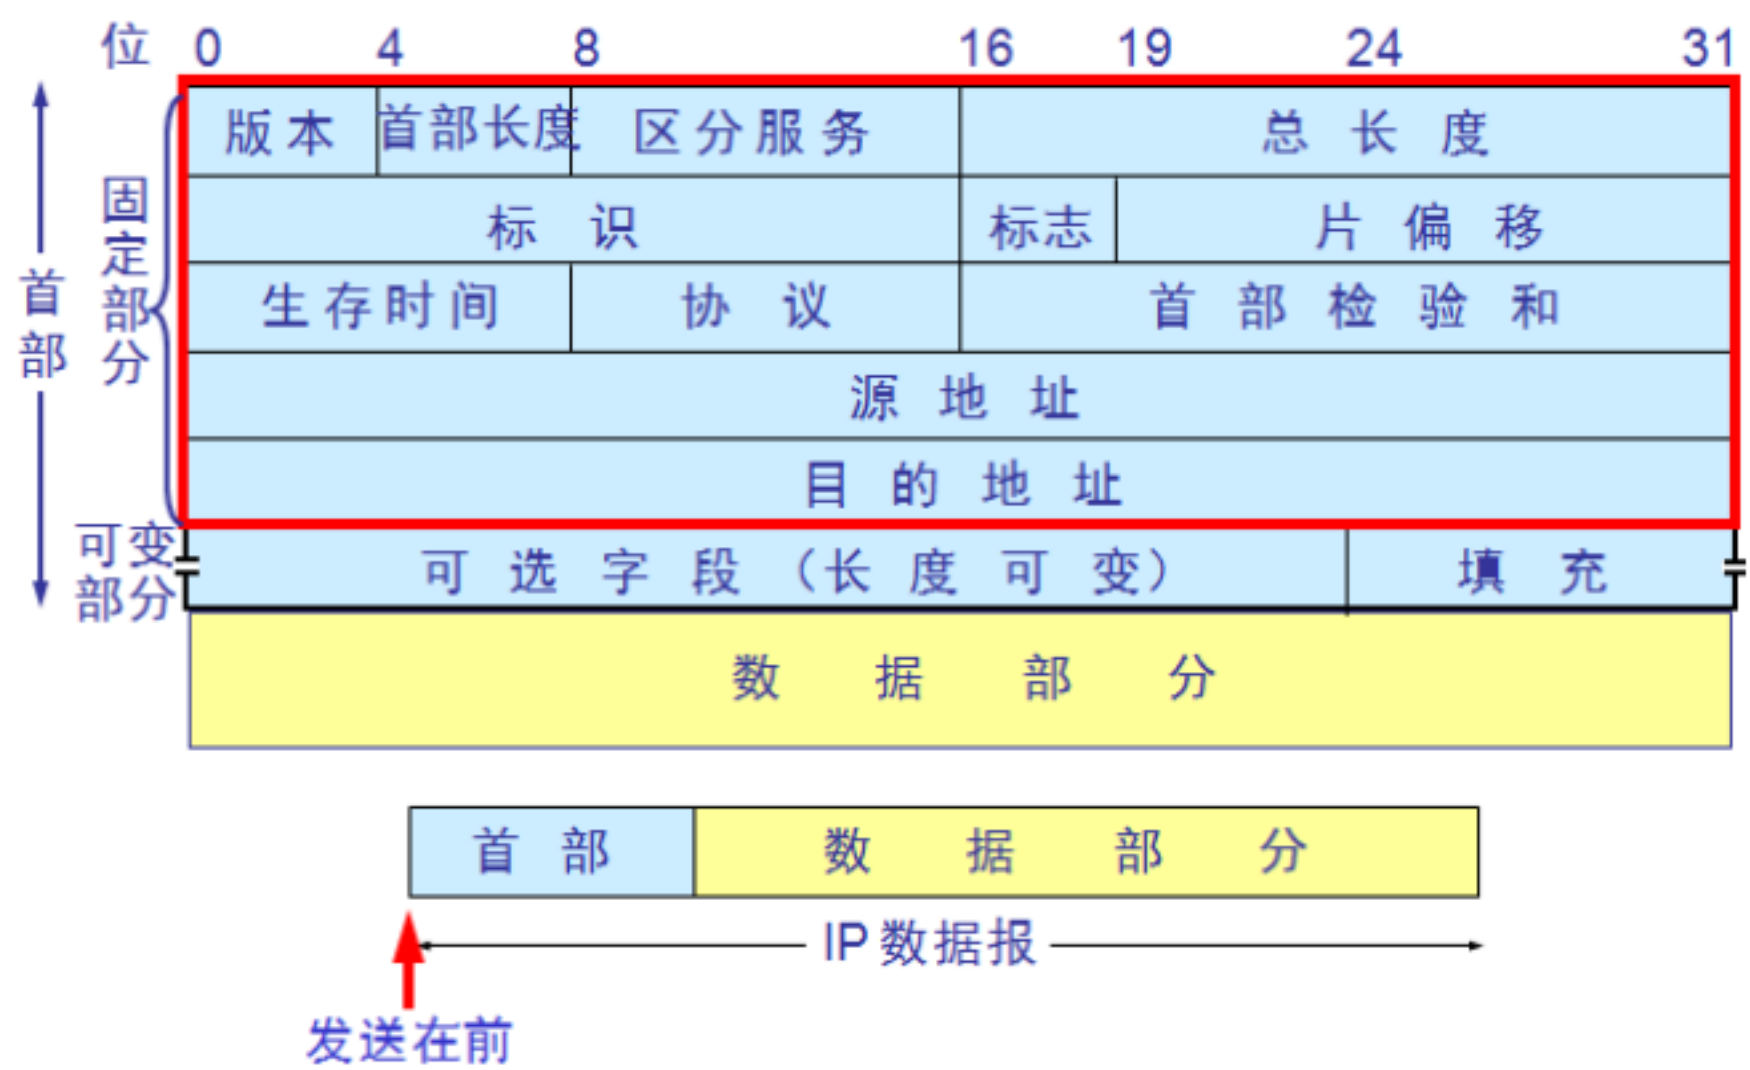 位 0 4 8 16 19 24 31
版本 首部长度 区分服务 总长度
标识 标志 片偏移
生存时间 协议 首部检验和
源地址
目的地址
可选字段（长度可变） 填充
首部
固定部分
可变
部分
数据部分
首部 数据部分
IP数据报
发送在前